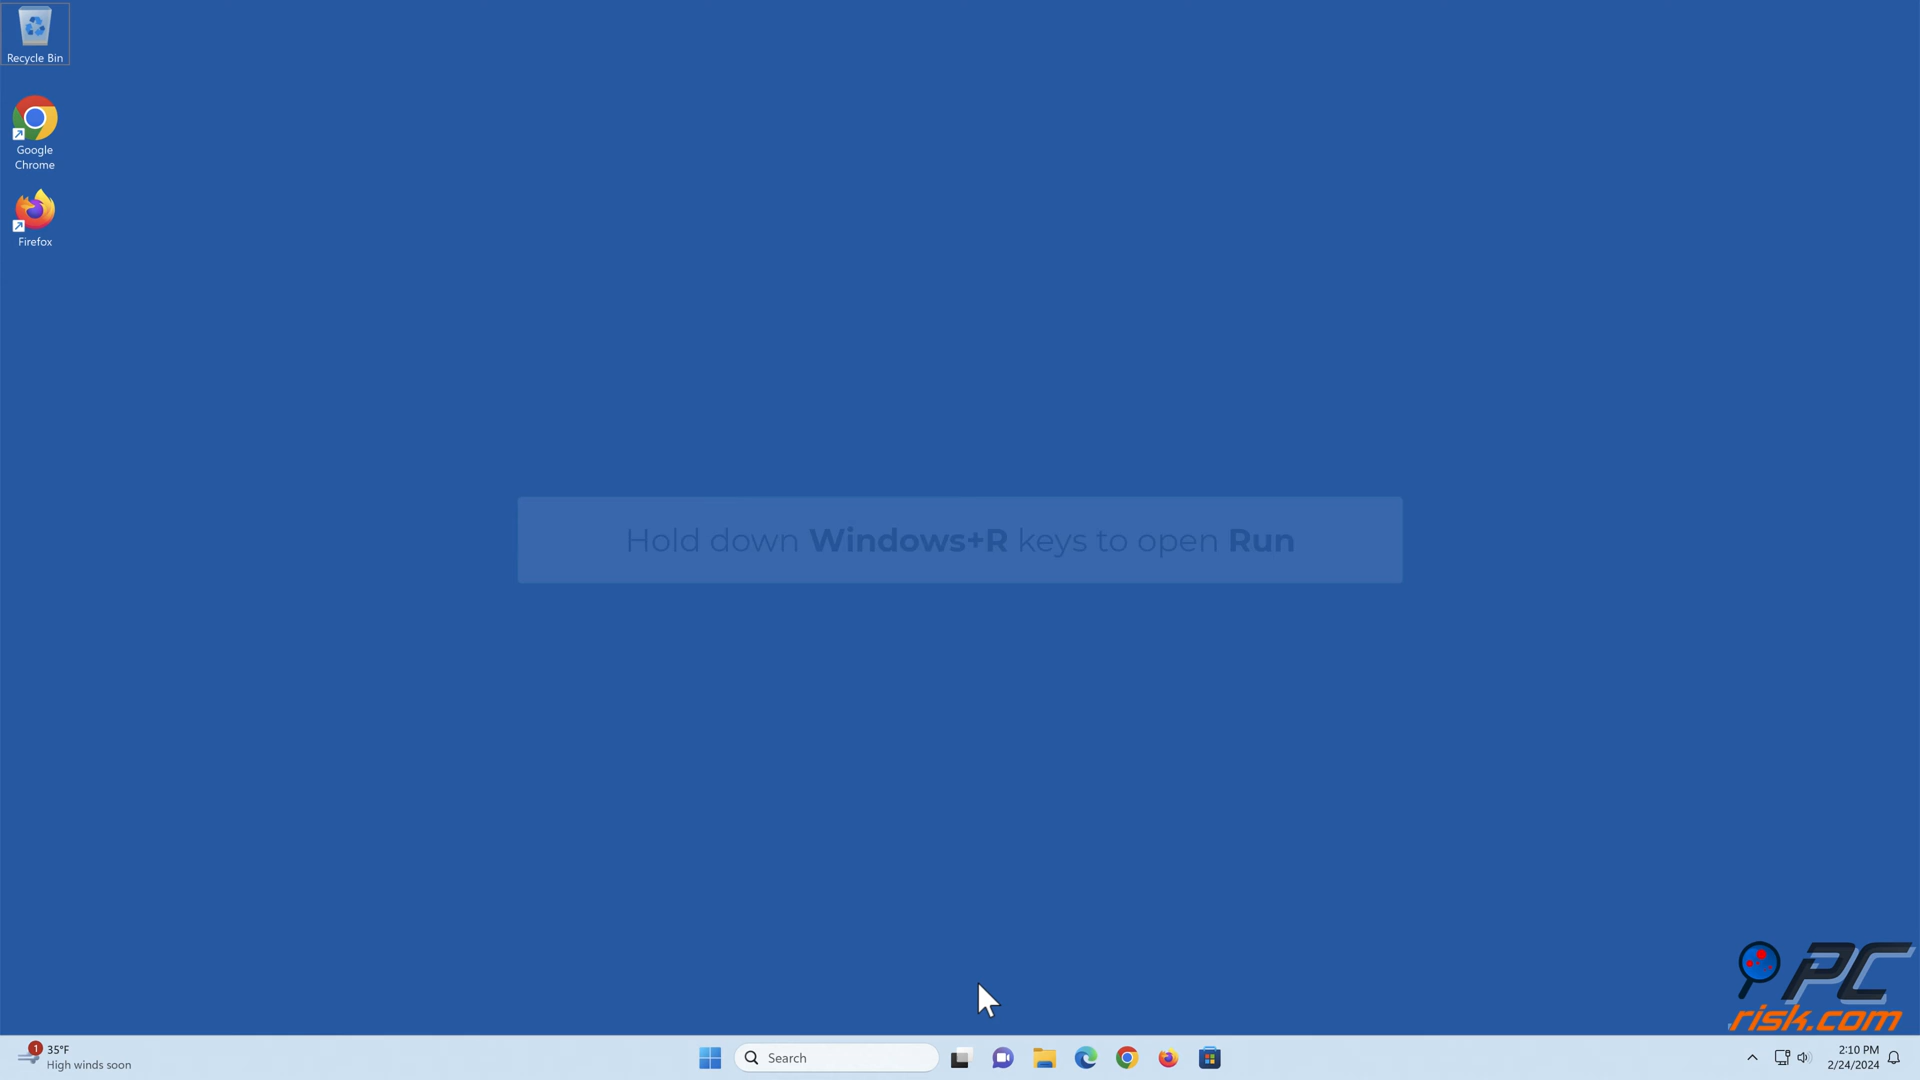 Recycle Bin
Google
Chrome
Firefox
Hold down Windows+R keys to open Run
PC
risk.com
1
35°F
High winds soon
Search
2:10 PM
2/24/2024